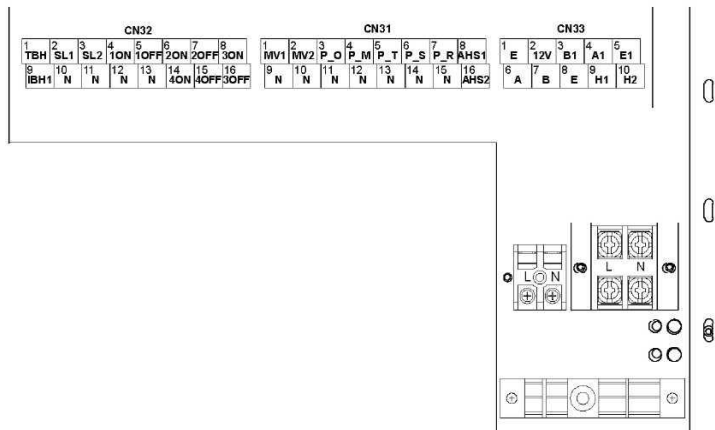 CN32 CN31 CN33
1 2 3 4 5 6 7 8 1 2 3 4 5 6 7 8 1 2 3 4 5
TBH SL1 SL2 1ON 1OFF 2ON 2OFF 3ON MV1 MV2 P_O P_M P_T P_S P_R AHS1 E 12V B1 A1 E1
9 10 11 12 13 14 15 16 9 10 11 12 13 14 15 16 6 7 8 9 10
IBH1 N N N N 4ON 4OFF 3OFF N N N N N N N AHS2 A B E H1 H2
L N
L N